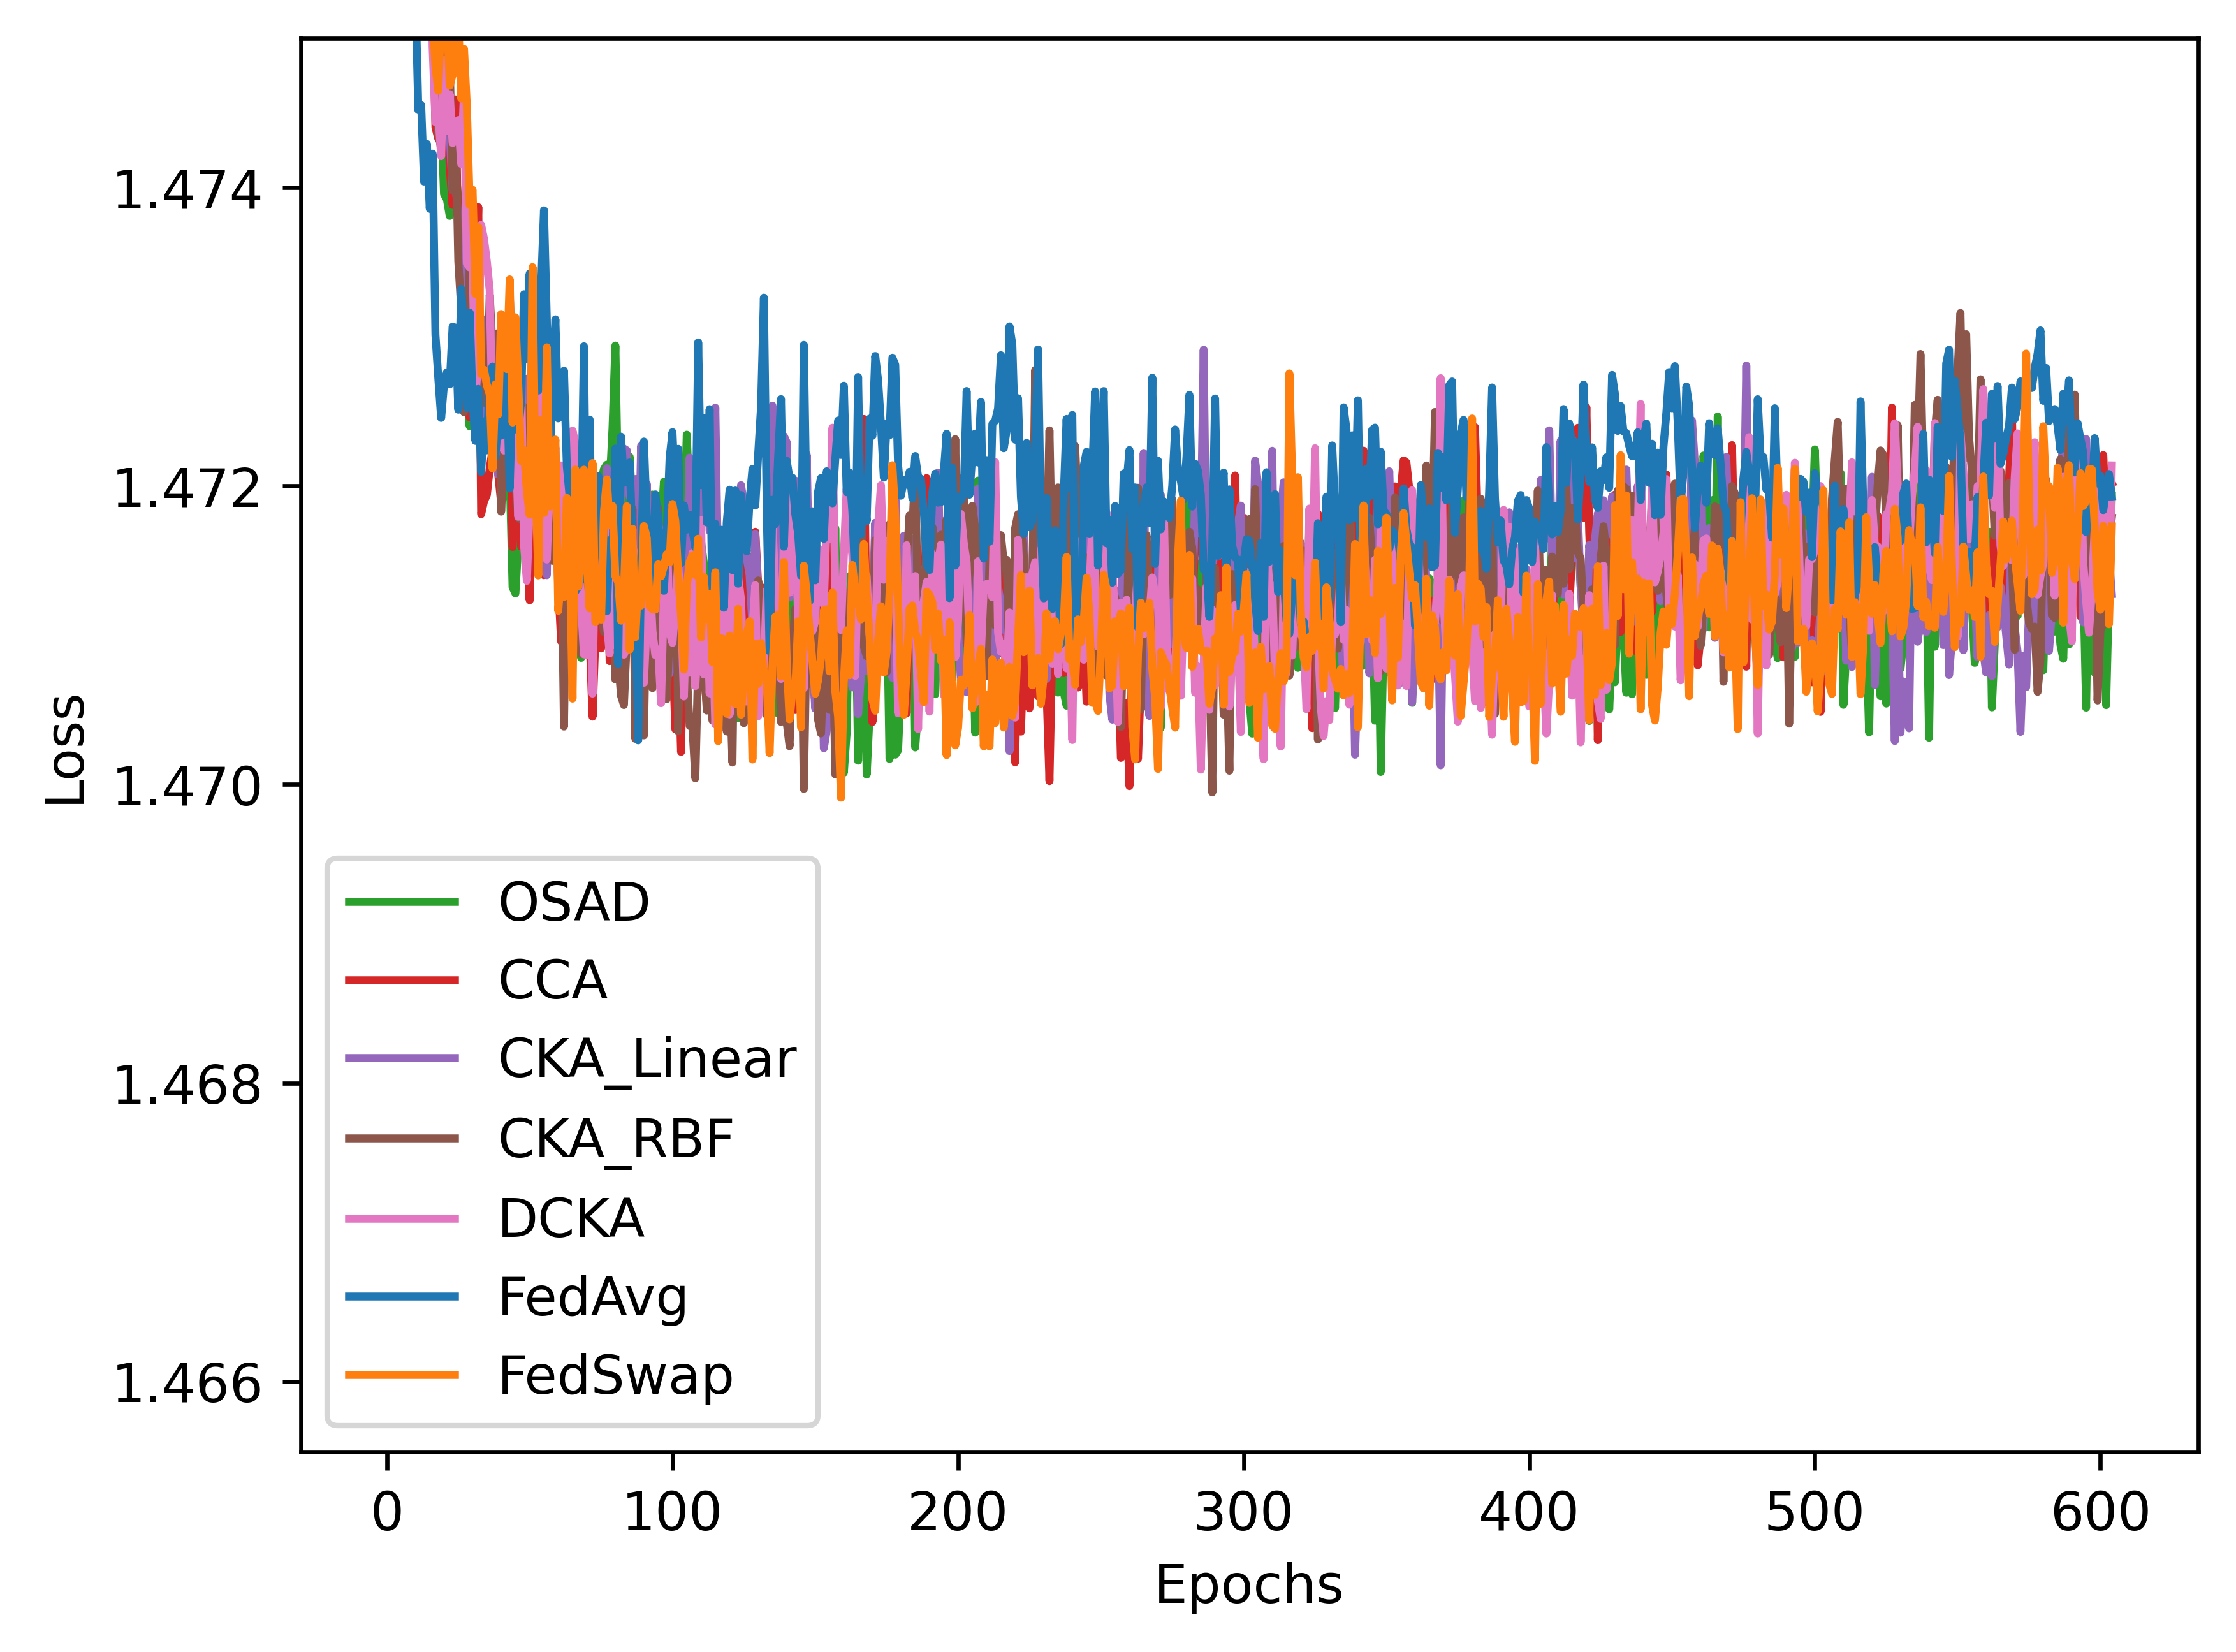 1.474
1.472
1.470
1.468
1.466
Loss
OSAD
CCA
CKA_Linear
CKA_RBF
DCKA
FedAvg
FedSwap
0 100 200 300 400 500 600
Epochs